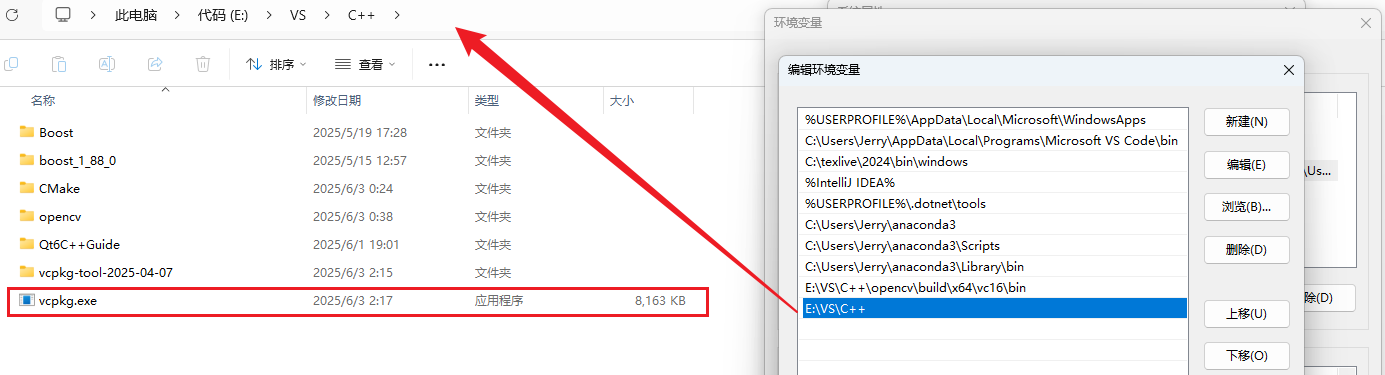 此电脑 代码 (E:) VS C++
排序 查看
名称 修改日期 类型 大小
Boost 2025/5/19 17:28 文件夹
boost_1_88_0 2025/5/15 12:57 文件夹
CMake 2025/6/3 0:24 文件夹
opencv 2025/6/3 0:38 文件夹
Qt6C++Guide 2025/6/1 19:01 文件夹
vcpkg-tool-2025-04-07 2025/6/3 2:15 文件夹
vcpkg.exe 2025/6/3 2:17 应用程序 8,163 KB
环境变量
编辑环境变量
%USERPROFILE%\AppData\Local\Microsoft\WindowsApps
C:\Users\Jerry\AppData\Local\Programs\Microsoft VS Code\bin
C:\texlive\2024\bin\windows
%IntelliJ IDEA%
%USERPROFILE%\.dotnet\tools
C:\Users\Jerry\anaconda3
C:\Users\Jerry\anaconda3\Scripts
C:\Users\Jerry\anaconda3\Library\bin
E:\VS\C++\opencv\build\x64\vc16\bin
E:\VS\C++
新建(N)
编辑(E)
浏览(B)...
删除(D)
上移(U)
下移(O)
\Us...
除(D)